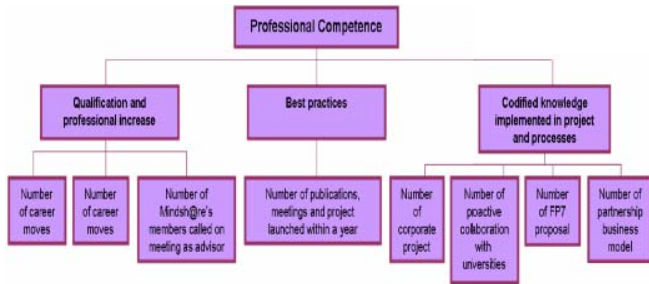 Professional Competence
Qualification and
professional increase
Best practices
Codified knowledge
implemented in project
and processes
Number
of career
moves
Number
of career
moves
Number of
Mindsh@re's
members called on
meeting as advisor
Number of publications,
meetings and project
launched within a year
Number
of
corporate
project
Number of
proactive
collaboration
with
unversities
Number
of FP7
proposal
Number of
partnership
business
model